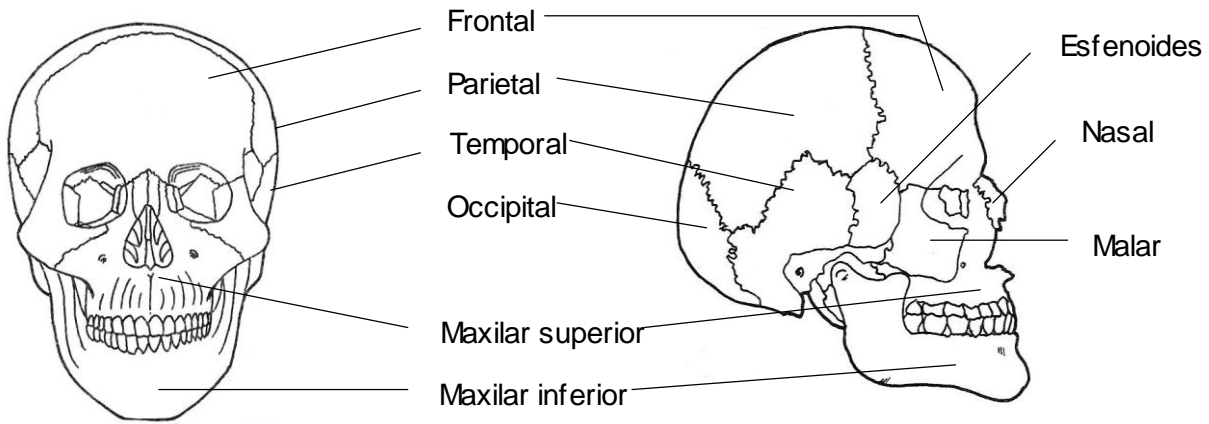 Frontal
Parietal
Temporal
Occipital
Maxilar superior
Maxilar inferior
Esfenoides
Nasal
Malar